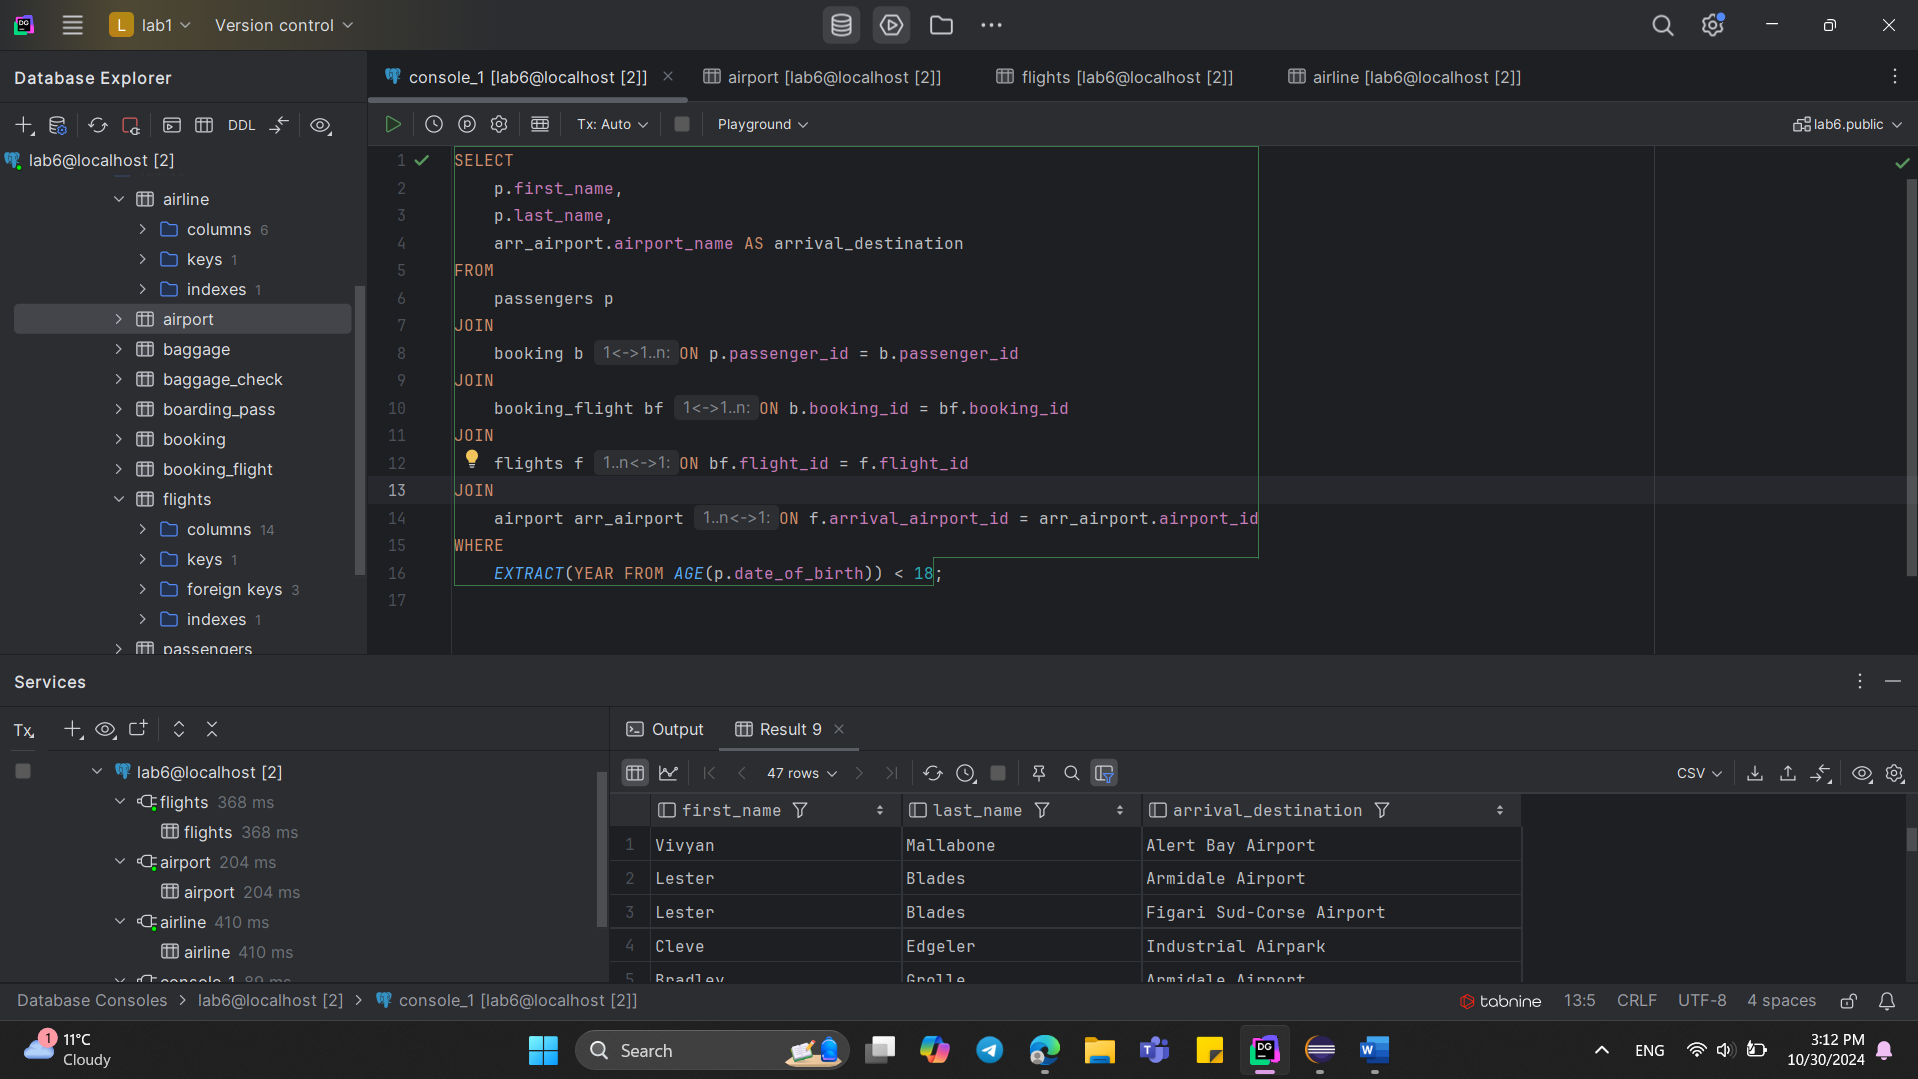 L lab1 Version control
Database Explorer
console_1 [lab6@localhost [2]] airport [lab6@localhost [2]] flights [lab6@localhost [2]] airline [lab6@localhost [2]]
DDL
Tx: Auto Playground lab6.public
lab6@localhost [2]
airline
columns 6
keys 1
indexes 1
airport
baggage
baggage_check
boarding_pass
booking
booking_flight
flights
columns 14
keys 1
foreign keys 3
indexes 1
passengers
1 SELECT
2 p.first_name,
3 p.last_name,
4 arr_airport.airport_name AS arrival_destination
5 FROM
6 passengers p
7 JOIN
8 booking b 1<->1..n: ON p.passenger_id = b.passenger_id
9 JOIN
10 booking_flight bf 1<->1..n: ON b.booking_id = bf.booking_id
11 JOIN
12 flights f 1..n<->1: ON bf.flight_id = f.flight_id
13 JOIN
14 airport arr_airport 1..n<->1: ON f.arrival_airport_id = arr_airport.airport_id
15 WHERE
16 EXTRACT(YEAR FROM AGE(p.date_of_birth)) < 18;
17
Services
Tx
lab6@localhost [2]
flights 368 ms
flights 368 ms
airport 204 ms
airport 204 ms
airline 410 ms
airline 410 ms
console_1 89 ms
Output Result 9
47 rows CSV
first_name last_name arrival_destination
1 Vivyan Mallabone Alert Bay Airport
2 Lester Blades Armidale Airport
3 Lester Blades Figari Sud-Corse Airport
4 Cleve Edgeler Industrial Airpark
5 Bradley Grolle Armidale Airport
Database Consoles > lab6@localhost [2] > console_1 [lab6@localhost [2]]
tabnine 13:5 CRLF UTF-8 4 spaces
1 11°C
Cloudy
Search
ENG
3:12 PM
10/30/2024